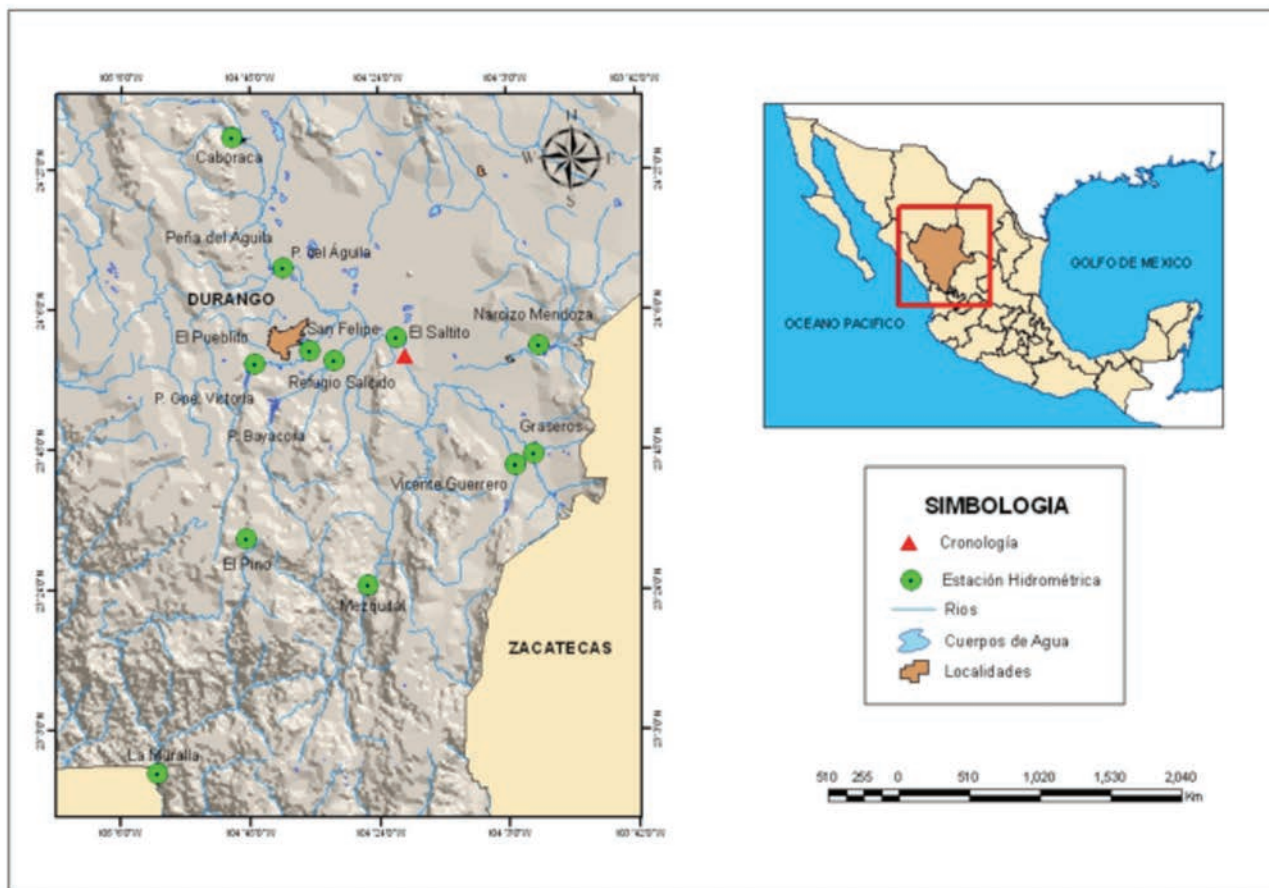 N
W
E
S
Caboraca
Peña del Aguila
P. del Águila
DURANGO
El Pueblito
San Felipe
El Saltito
Narcizo Mendoza
Refugio Salcido
P. Gpe. Victoria
P. Bayacora
Graseros
Vicente Guerrero
El Pino
Mezquital
ZACATECAS
La Muralla
GOLFO DE MEXICO
OCEANO PACIFICO
SIMBOLOGIA
Cronología
Estación Hidrométrica
Rios
Cuerpos de Agua
Localidades
510 255 0 510 1,020 1,530 2,040
Km